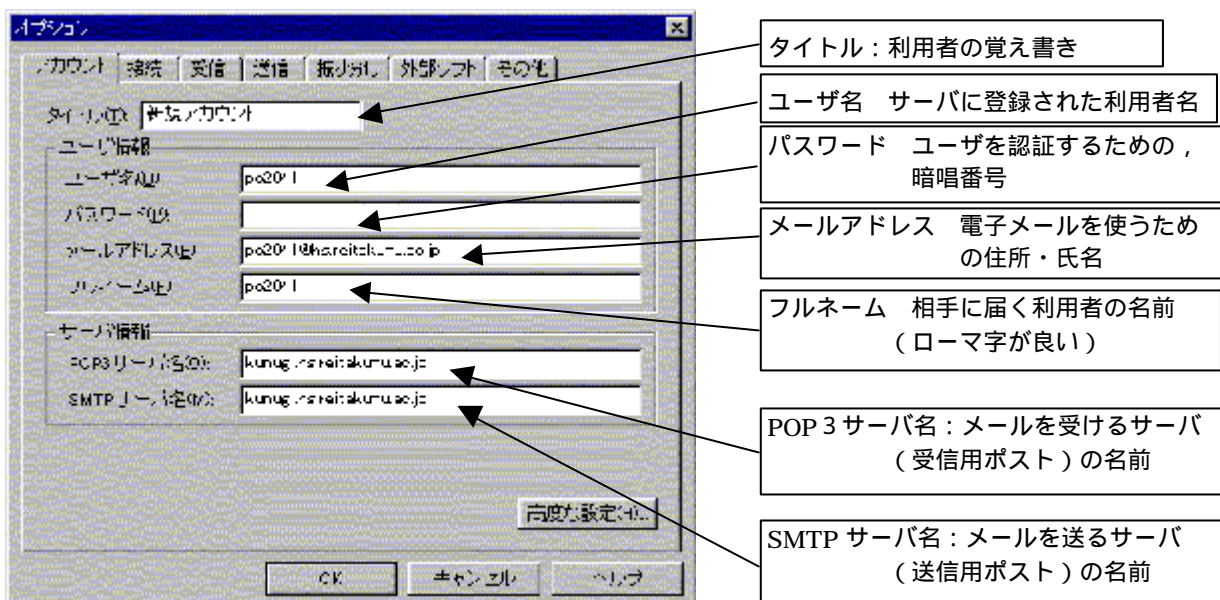 オプション
アカウント 接続 受信 送信 振り分け 外部ソフト その他
タイトル(T): 新規アカウント
ユーザ情報
ユーザ名(U):
パスワード(P):
メールアドレス(E):
フルネーム(F):
サーバ情報
POP3サーバ名(O):
SMTPサーバ名(M):
高度な設定(H)...
OK キャンセル ヘルプ
タイトル：利用者の覚え書き
ユーザ名　サーバに登録された利用者名
パスワード　ユーザを認証するための，
暗唱番号
メールアドレス　電子メールを使うため
の住所・氏名
フルネーム　相手に届く利用者の名前
（ローマ字が良い）
POP３サーバ名：メールを受けるサーバ
（受信用ポスト）の名前
SMTP サーバ名：メールを送るサーバ
（送信用ポスト）の名前